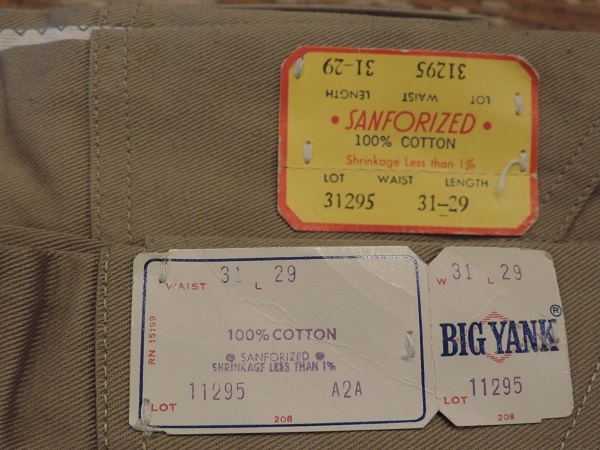 31-29 31295
LENGTH WAIST LOT
• SANFORIZED •
100% COTTON
Shrinkage Less than 1%
LOT WAIST LENGTH
31295 31-29
WAIST 31 L 29
RN 15199
100% COTTON
SANFORIZED
SHRINKAGE LESS THAN 1%
LOT 11295 A2A
208
W 31 L 29
BIG YANK®
LOT 11295
208